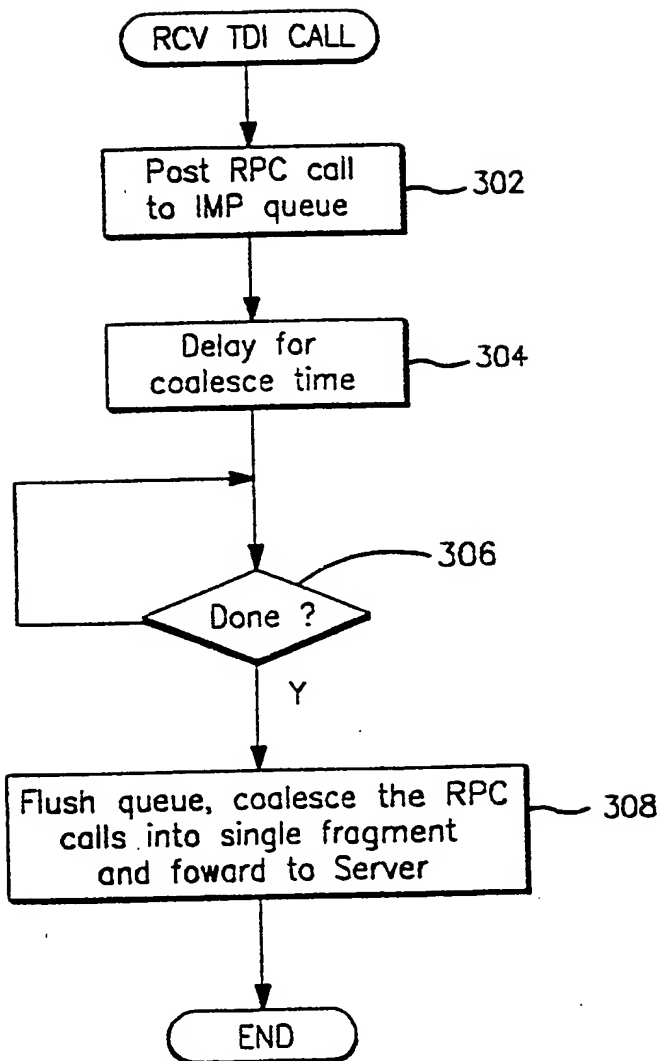 RCV TDI CALL
Post RPC call
to IMP queue
302
Delay for
coalesce time
304
306
Done ?
Y
Flush queue, coalesce the RPC
calls into single fragment
and foward to Server
308
END